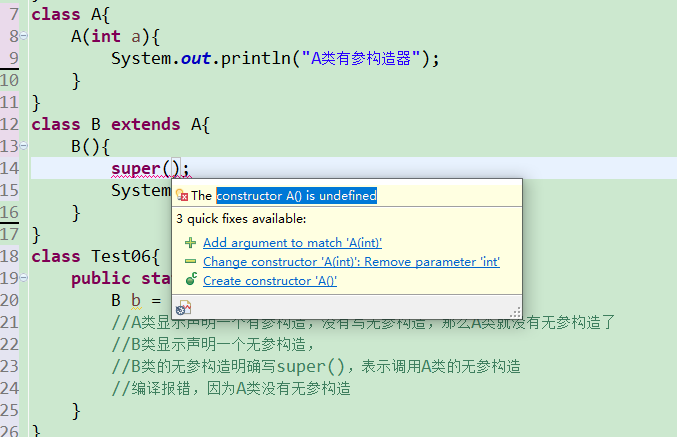 7 class A{
8 A(int a){
9 System.out.println("A类有参构造器");
10 }
11 }
12 class B extends A{
13 B(){
14 super();
15 System
The constructor A() is undefined
3 quick fixes available:
Add argument to match 'A(int)'
Change constructor 'A(int)': Remove parameter 'int'
Create constructor 'A()'
16 }
17 }
18 class Test06{
19 public sta
20 B b =
21 //A类显示声明一个有参构造，没有写无参构造，那么A类就没有无参构造了
22 //B类显示声明一个无参构造，
23 //B类的无参构造明确写super()，表示调用A类的无参构造
24 //编译报错，因为A类没有无参构造
25 }
26 }